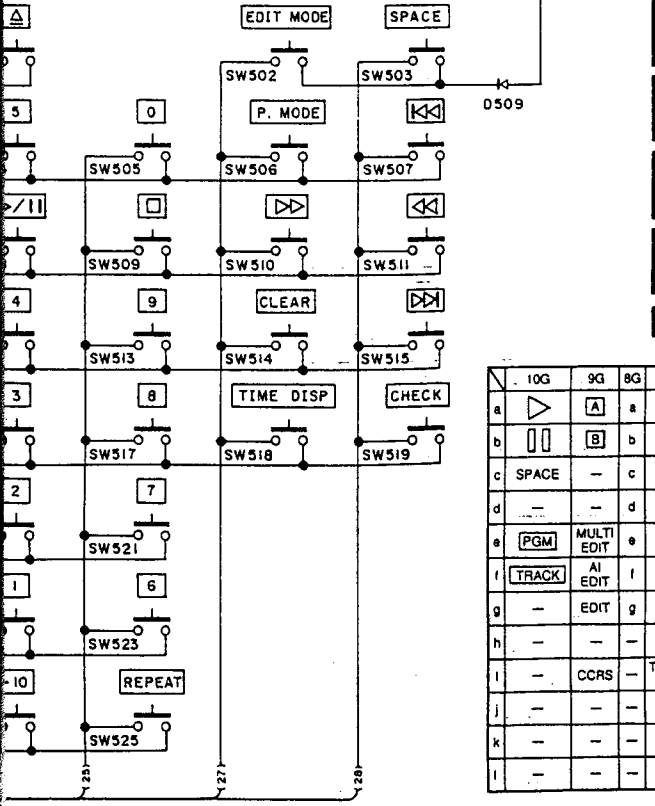 EDIT MODE SPACE
SW502 SW503
D509
5 0 P. MODE
SW505 SW506 SW507
SW509 SW510 SW511
4 9 CLEAR
SW513 SW514 SW515
3 8 TIME DISP CHECK
SW517 SW518 SW519
2 7
SW521
1 6
SW523
-10 REPEAT
SW525
25 27 28
10G 9G 8G
a A a
b B b
c SPACE – c
d – – d
e PGM MULTI EDIT e
f TRACK AI EDIT f
g – EDIT g
h – – –
i – CCRS – T
j – – –
k – – –
l – – –